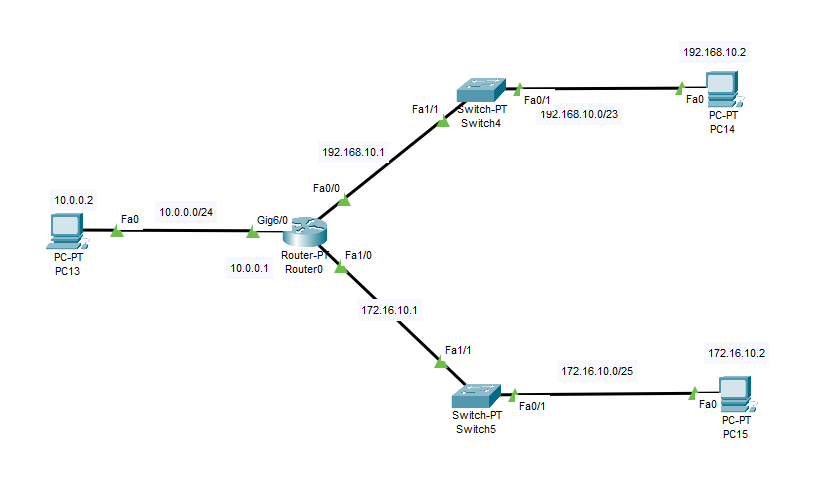 192.168.10.2
Fa1/1
Switch-PT
Switch4
Fa0/1
192.168.10.0/23
Fa0
PC-PT
PC14
192.168.10.1
Fa0/0
10.0.0.2
Fa0
10.0.0.0/24
Gig6/0
PC-PT
PC13
Router-PT
Router0
10.0.0.1
Fa1/0
172.16.10.1
Fa1/1
172.16.10.0/25
172.16.10.2
Switch-PT
Switch5
Fa0/1
Fa0
PC-PT
PC15